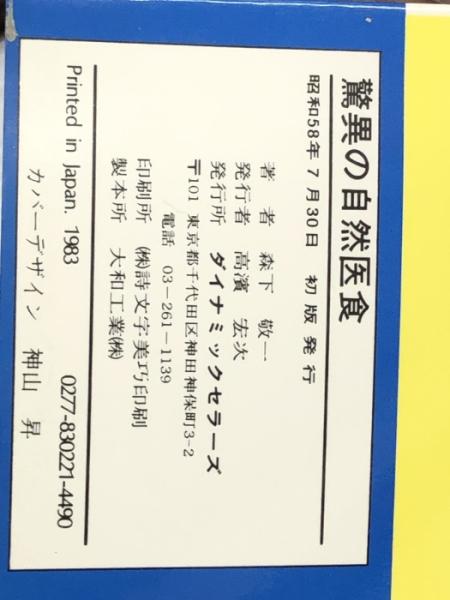 驚異の自然医食
昭和58年7月30日　初版発行
著者　森下敬一
発行者　高濱宏次
発行所　ダイナミックセラーズ
〒101　東京都千代田区神田神保町3-2
電話　03-261-1139
印刷所　㈱詩文字美巧印刷
製本所　大和工業㈱
Printed in Japan. 1983　0277-830221-4490
カバーデザイン　神山　昇